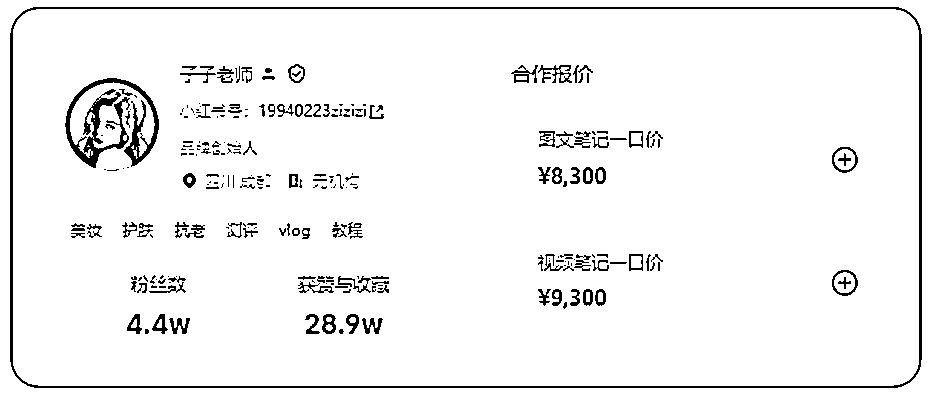 子子老师
小红书号：19940223zizizi
品牌创始人
四川 成都 无机构
美妆 护肤 抗老 测评 vlog 教程
粉丝数 获赞与收藏
4.4w 28.9w
合作报价
图文笔记一口价
¥8,300
视频笔记一口价
¥9,300